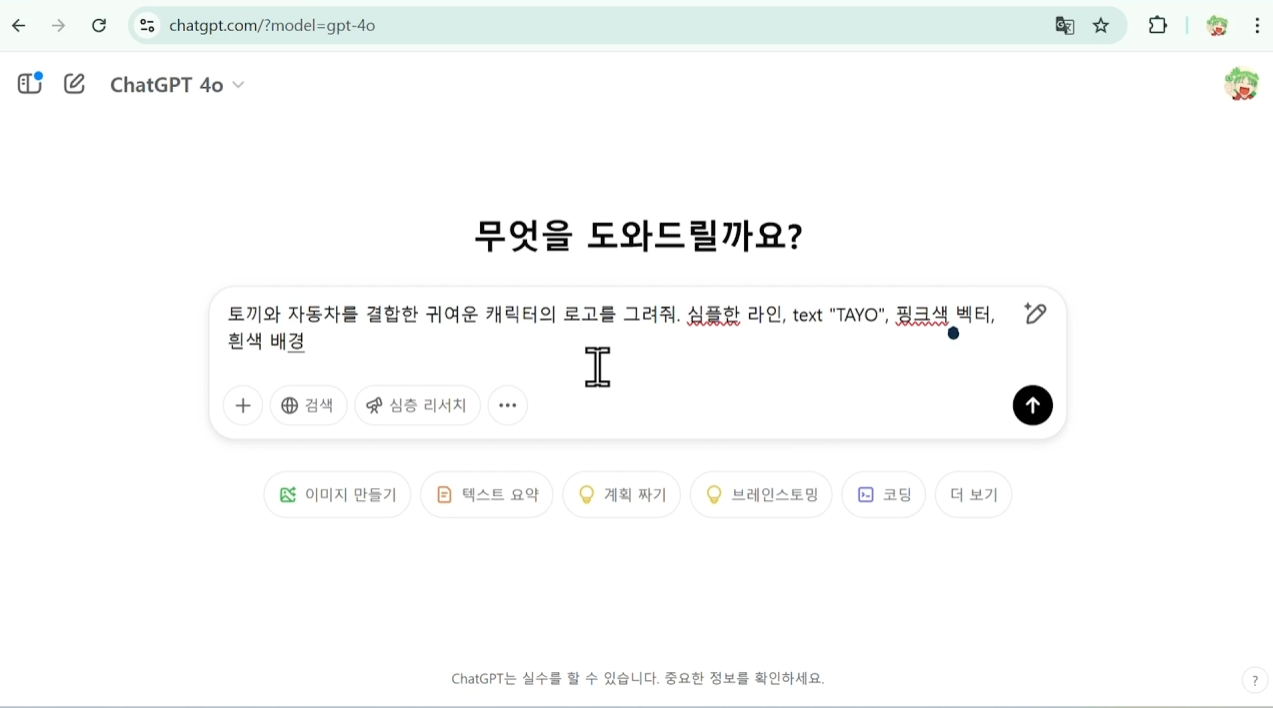 chatgpt.com/?model=gpt-4o
ChatGPT 4o
무엇을 도와드릴까요?
토끼와 자동차를 결합한 귀여운 캐릭터의 로고를 그려줘. 심플한 라인, text "TAYO", 핑크색 벡터,
흰색 배경
검색 심층 리서치
이미지 만들기 텍스트 요약 계획 짜기 브레인스토밍 코딩 더 보기
ChatGPT는 실수를 할 수 있습니다. 중요한 정보를 확인하세요.
?